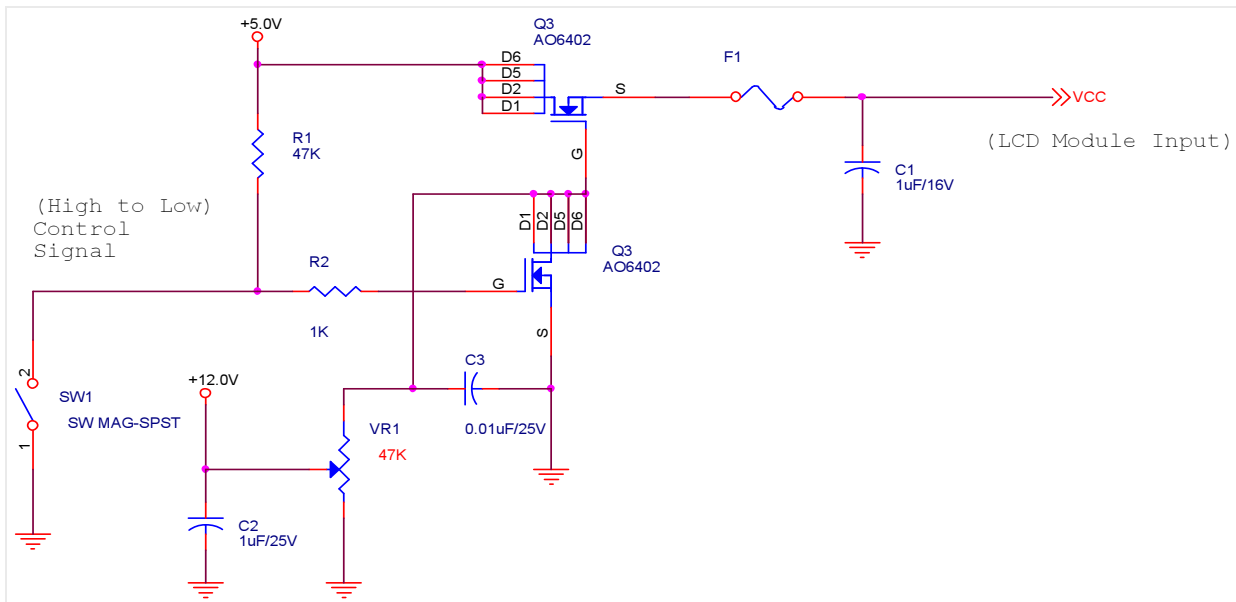 +5.0V
Q3
AO6402
D6
D5
D2
D1
S
G
F1
VCC
(LCD Module Input)
R1
47K
C1
1uF/16V
(High to Low)
Control
Signal
D1
D2
D5
D6
Q3
AO6402
R2
1K
G
S
2
1
SW1
SW MAG-SPST
+12.0V
C3
0.01uF/25V
VR1
47K
C2
1uF/25V